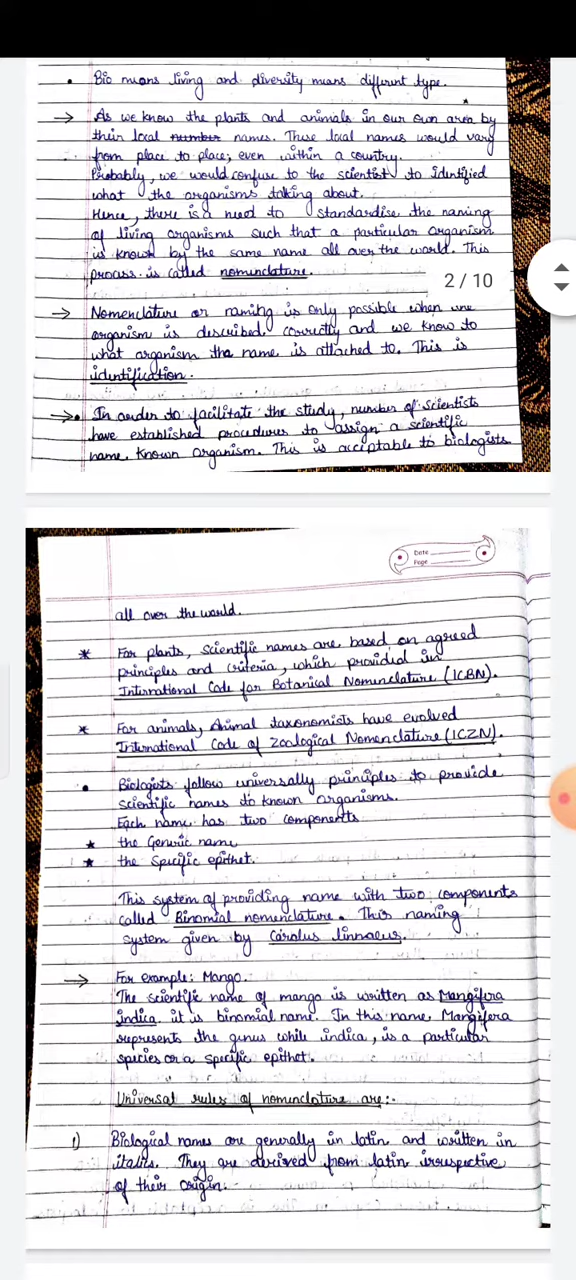 • Bio means living and diversity means different type.
→ As we know the plants and animals in our own area by
their local number names. These local names would vary
from place to place, even within a country.
Probably, we would confuse to the scientist to identified
what the organisms taking about.
Hence, there is a need to standardise the naming
of living organisms such that a particular organism
is known by the same name all over the world. This
process is called nomenclature.
2/10
→ Nomenclature or naming is only possible when the
organism is described correctly and we know to
what organism the name is attached to. This is
identification.
→• In order to facilitate the study, number of scientists
have established procedures to assign a scientific
name. Known organism. This is acciptable to biologists
Date
Page
all over the world.
* For plants, scientific names are based on agreed
principles and criteria, which provided in
International Code for Botanical Nomenclature (ICBN).
* For animals, Animal taxonomists have evolved
International Code of Zoological Nomenclature (ICZN).
• Biologists follow universally principles to provide
scientific names to known organisms.
Each name has two components
★ the Generic name
★ the Specific epithet.
This system of providing name with two components
called Binomial nomenclature. This naming
system given by Carolus linnaeus.
→ For example: Mango.
The scientific name of mango is written as Mangifera
indica. it is binomial name. In this name, Mangifera
represents the genus while indica, is a particular
species or a specific epithet.
Universal rules of nomenclature are:-
1) Biological names are generally in latin and written in
italis. They are derived from latin irrespective
of their origin.